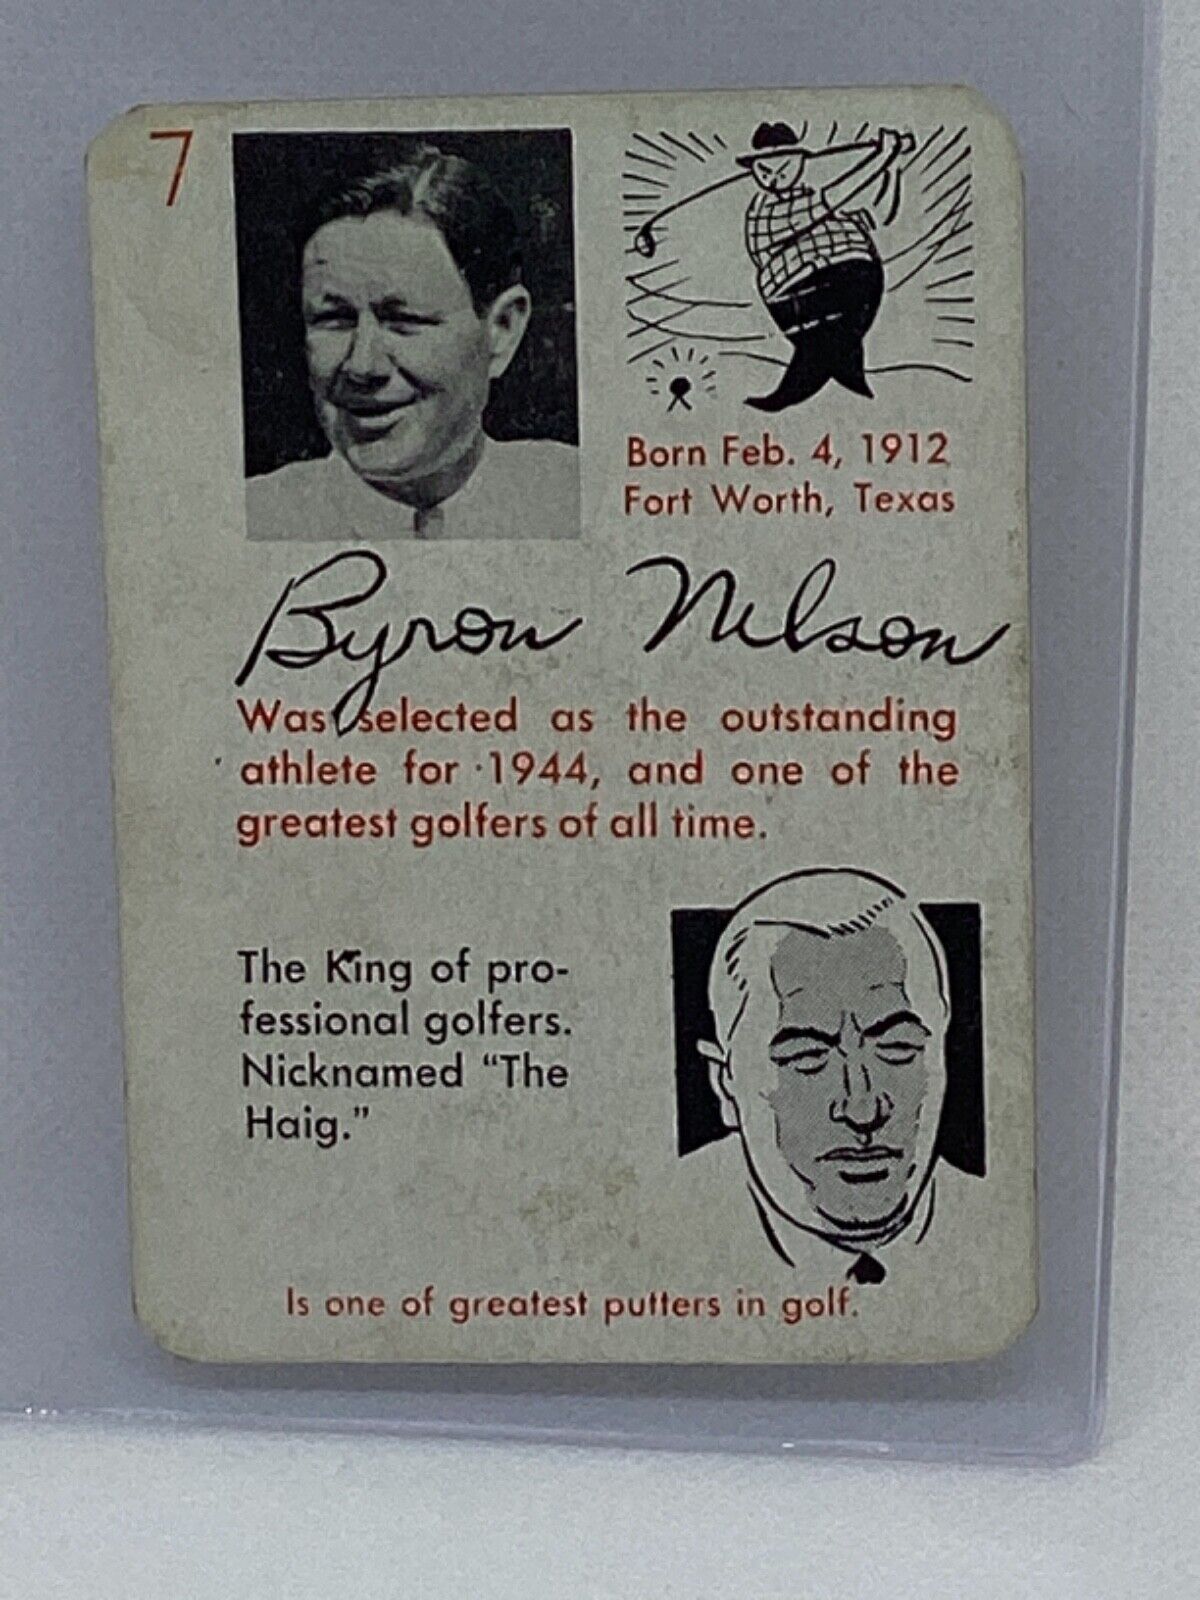 7
Born Feb. 4, 1912
Fort Worth, Texas
Byron Nelson
Was selected as the outstanding
athlete for 1944, and one of the
greatest golfers of all time.
The King of pro-
fessional golfers.
Nicknamed “The
Haig.”
Is one of greatest putters in golf.